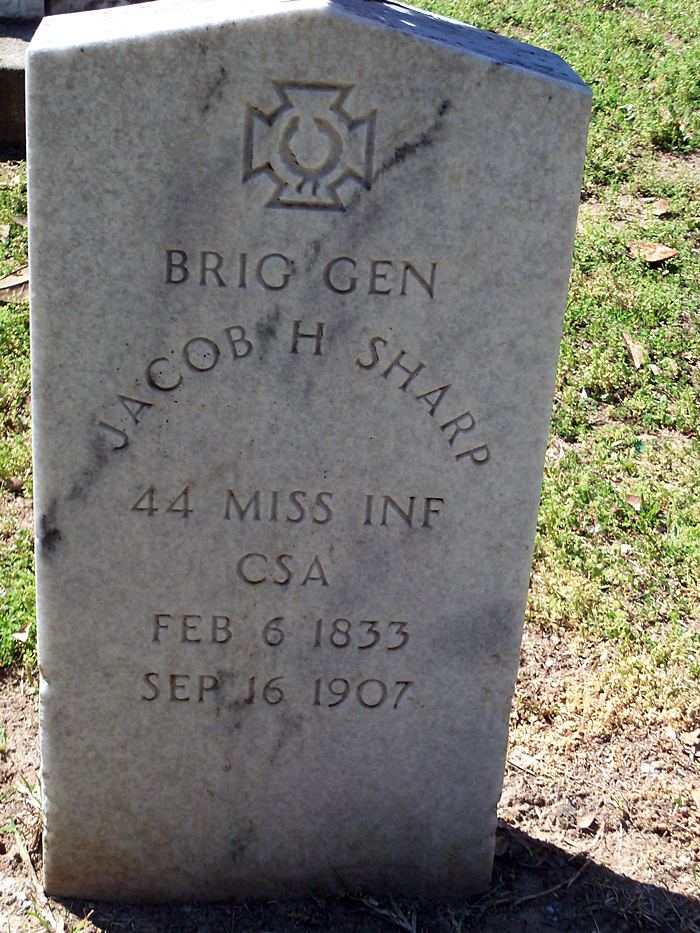 BRIG GEN
JACOB H SHARP
44 MISS INF
CSA
FEB 6 1833
SEP 16 1907